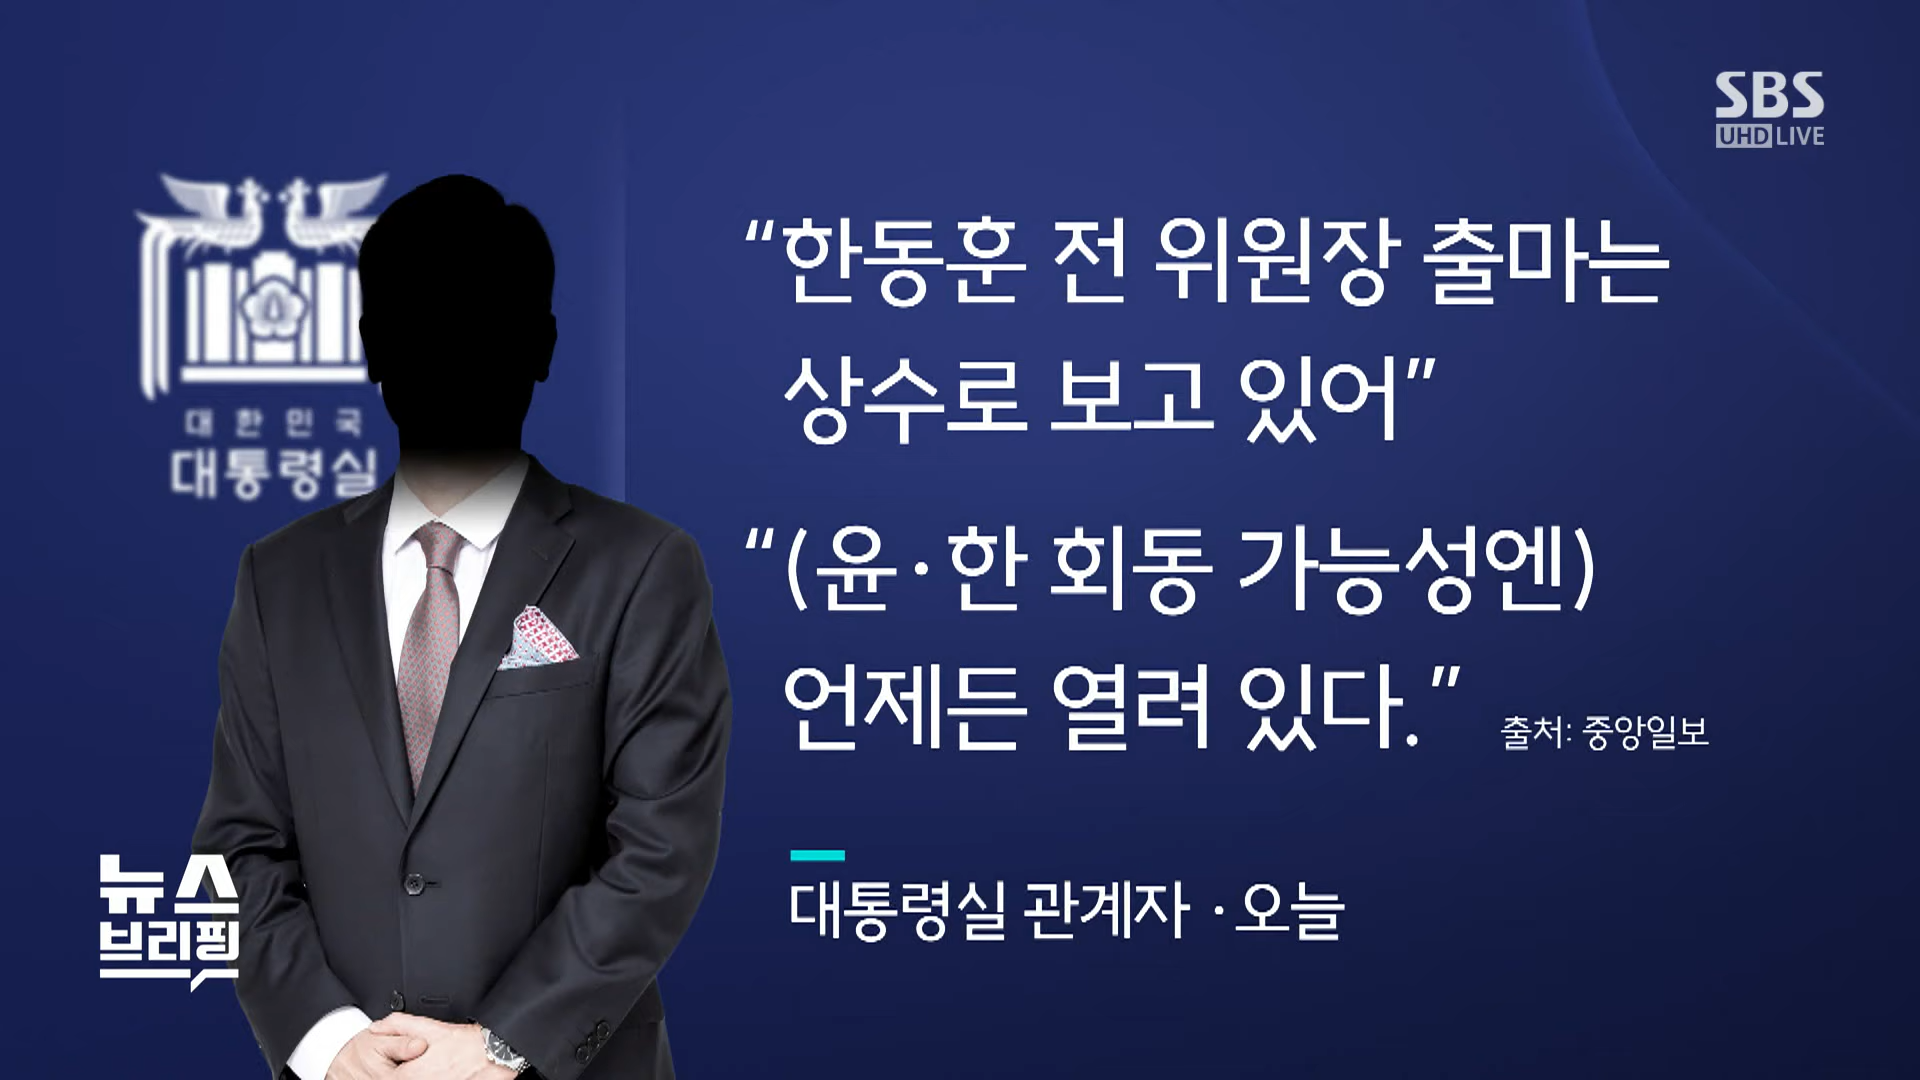 SBS
UHD LIVE
“한동훈 전 위원장 출마는
상수로 보고 있어”
대한민국
대통령실
“(윤·한 회동 가능성엔)
언제든 열려 있다.”
출처: 중앙일보
대통령실 관계자 · 오늘
뉴스
브리핑